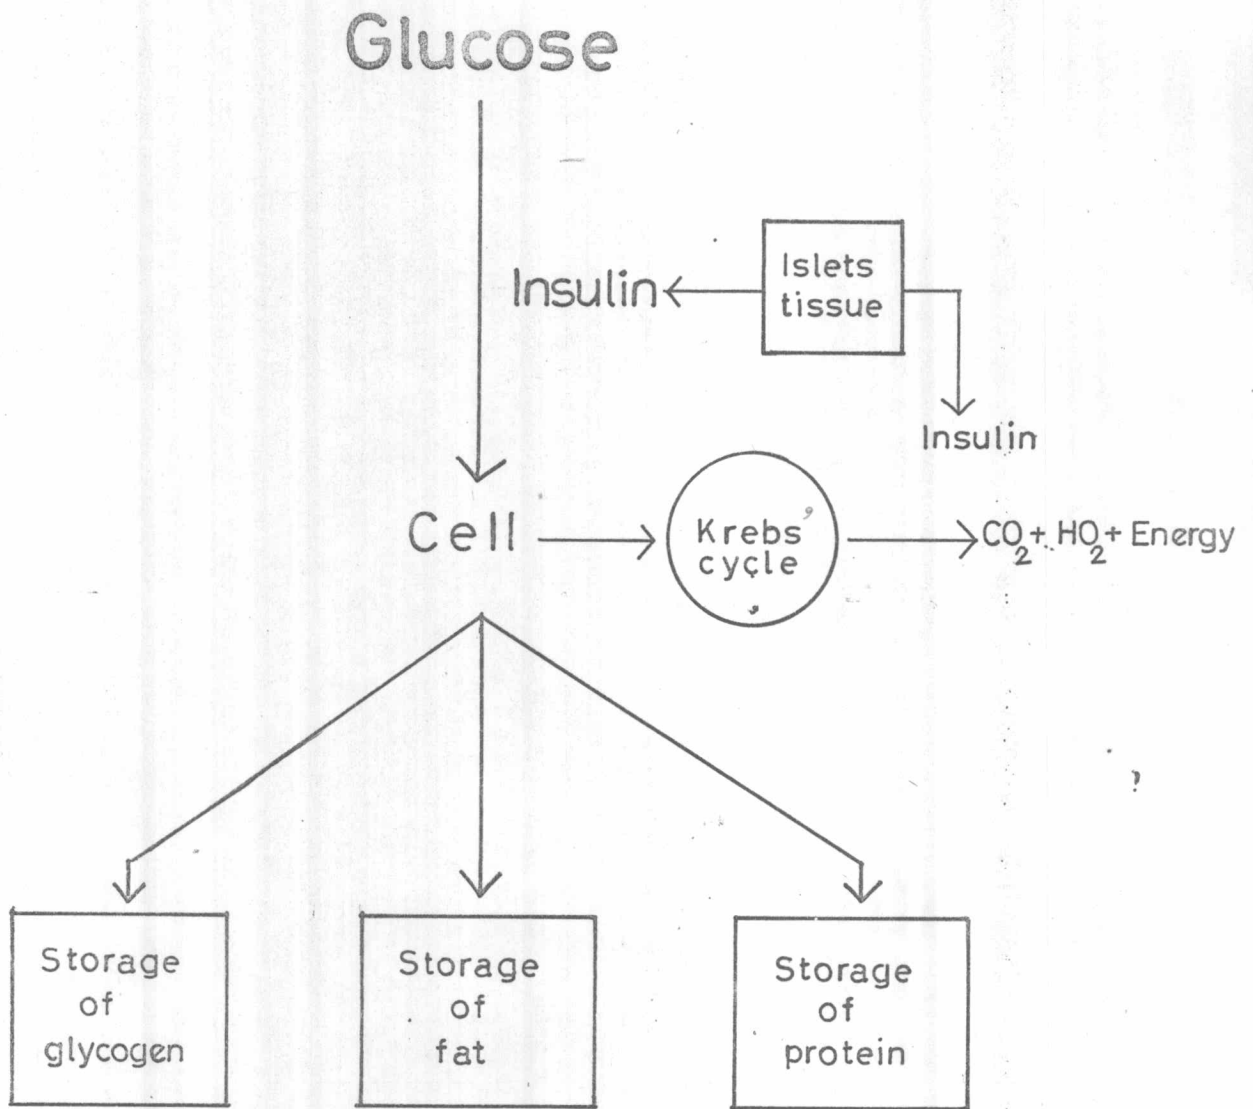 Glucose
Islets
tissue
Insulin
Insulin
Cell
Krebs'
cycle
CO2+ HO2+ Energy
Storage
of
glycogen
Storage
of
fat
Storage
of
protein